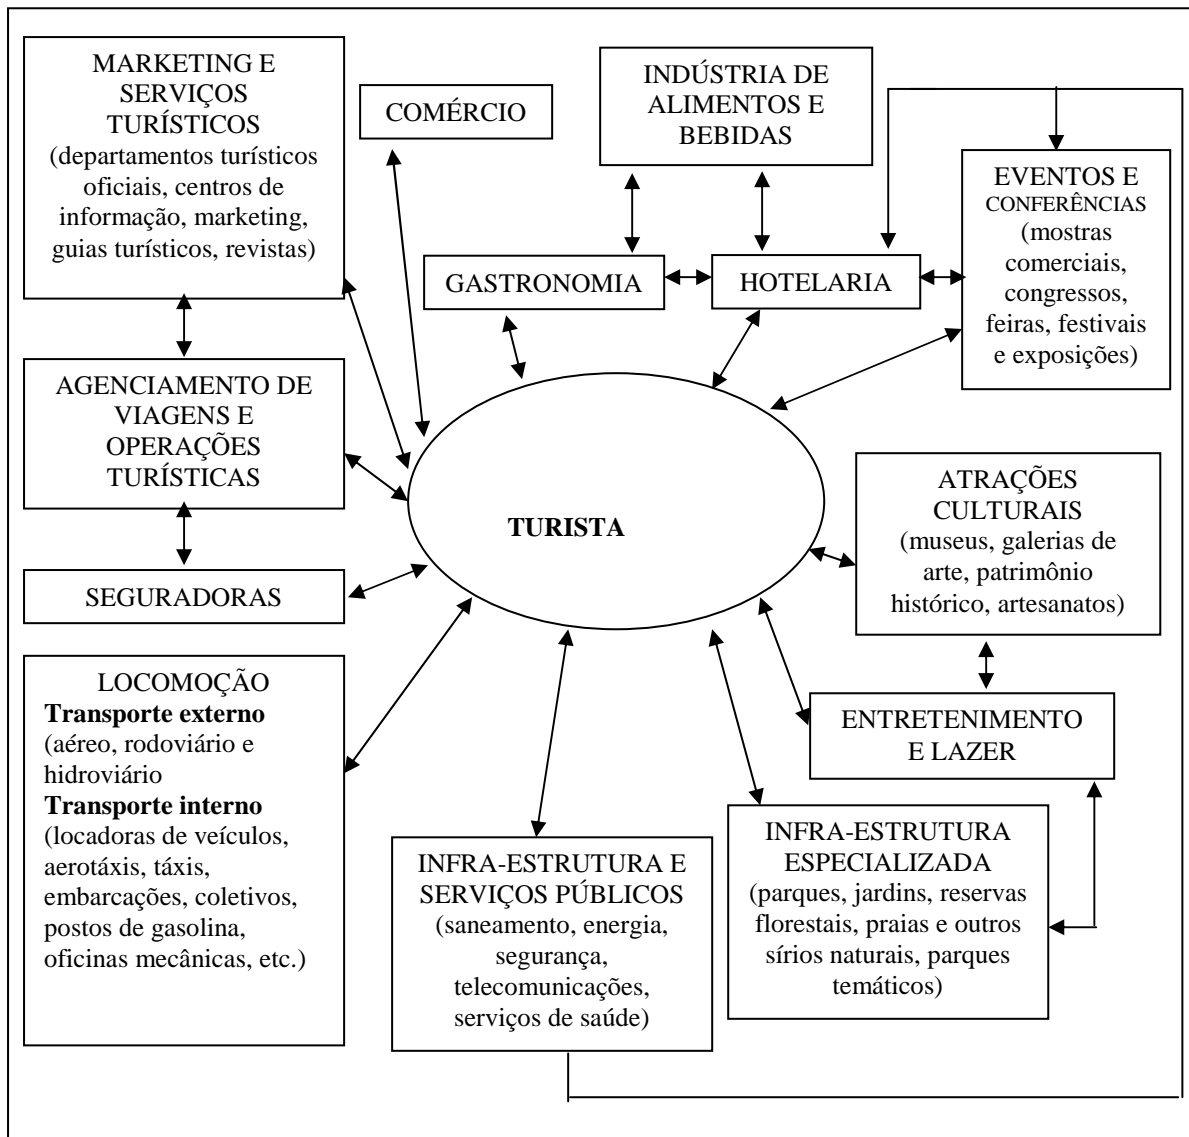 MARKETING E
SERVIÇOS
TURÍSTICOS
(departamentos turísticos
oficiais, centros de
informação, marketing,
guias turísticos, revistas)
COMÉRCIO
INDÚSTRIA DE
ALIMENTOS E
BEBIDAS
EVENTOS E
CONFERÊNCIAS
(mostras
comerciais,
congressos,
feiras, festivais
e exposições)
GASTRONOMIA
HOTELARIA
AGENCIAMENTO DE
VIAGENS E
OPERAÇÕES
TURÍSTICAS
TURISTA
ATRAÇÕES
CULTURAIS
(museus, galerias de
arte, patrimônio
histórico, artesanatos)
SEGURADORAS
LOCOMOÇÃO
Transporte externo
(aéreo, rodoviário e
hidroviário
Transporte interno
(locadoras de veículos,
aerotáxis, táxis,
embarcações, coletivos,
postos de gasolina,
oficinas mecânicas, etc.)
ENTRETENIMENTO
E LAZER
INFRA-ESTRUTURA E
SERVIÇOS PÚBLICOS
(saneamento, energia,
segurança,
telecomunicações,
serviços de saúde)
INFRA-ESTRUTURA
ESPECIALIZADA
(parques, jardins, reservas
florestais, praias e outros
sírios naturais, parques
temáticos)